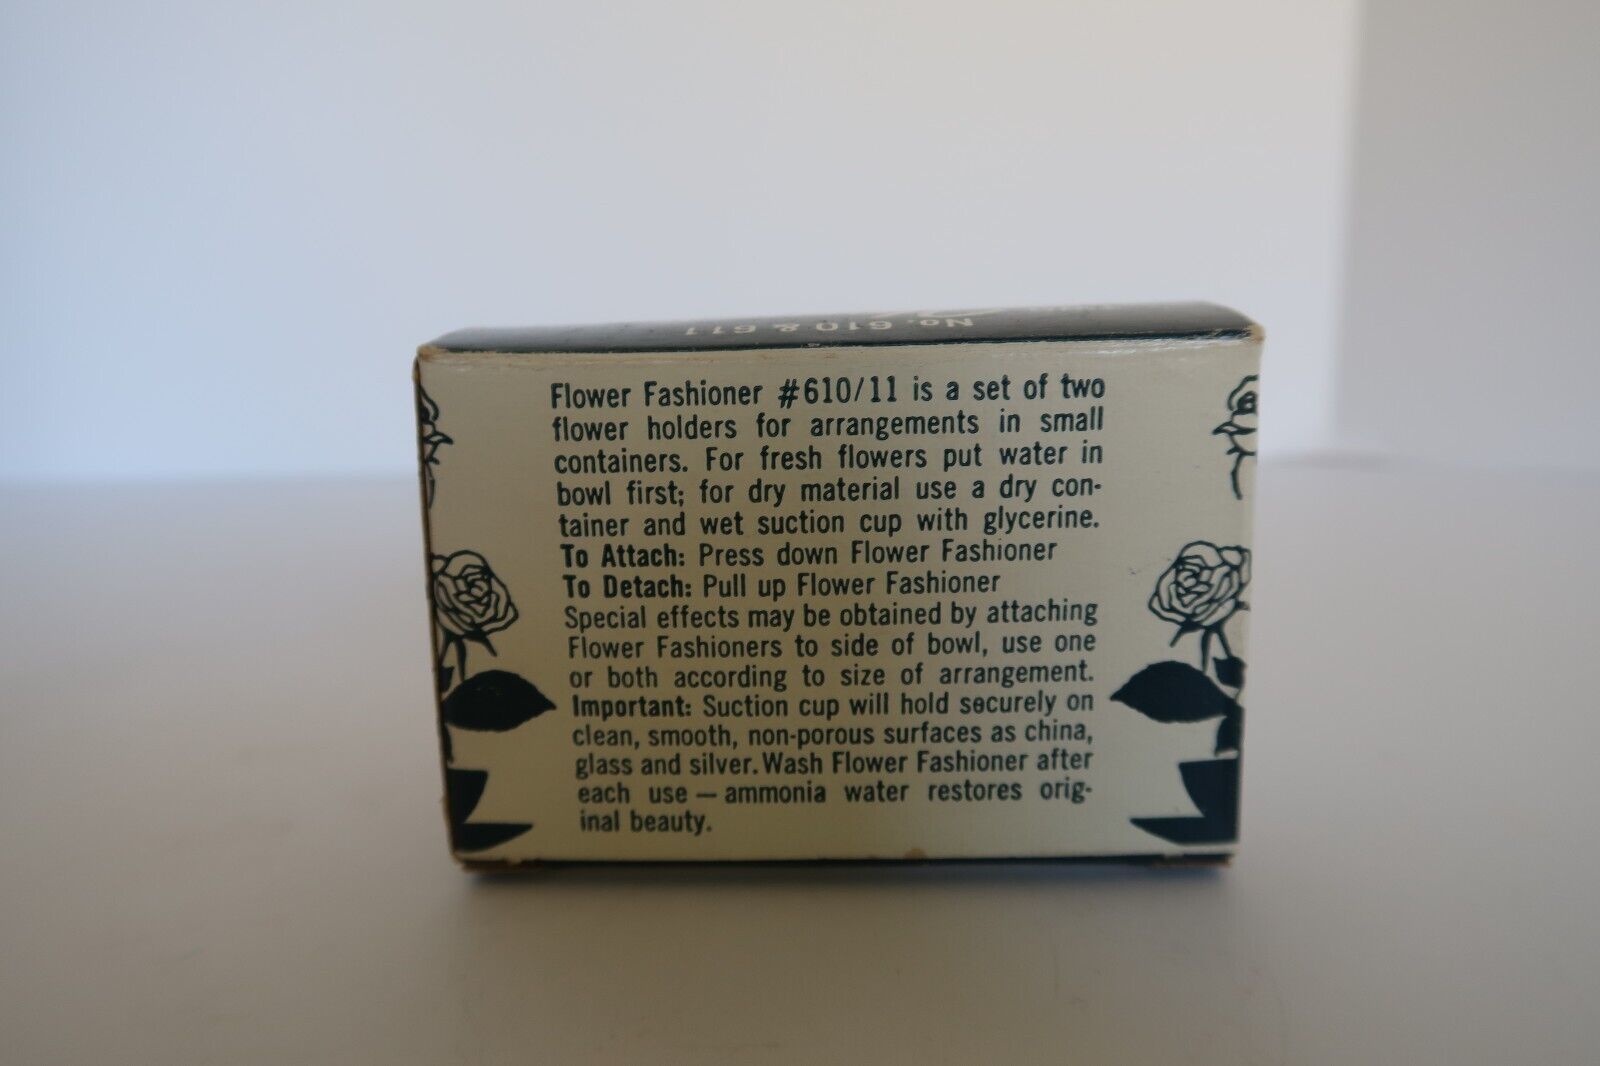 No. 610 & 611
Flower Fashioner #610/11 is a set of two
flower holders for arrangements in small
containers. For fresh flowers put water in
bowl first; for dry material use a dry con-
tainer and wet suction cup with glycerine.
To Attach: Press down Flower Fashioner
To Detach: Pull up Flower Fashioner
Special effects may be obtained by attaching
Flower Fashioners to side of bowl, use one
or both according to size of arrangement.
Important: Suction cup will hold securely on
clean, smooth, non-porous surfaces as china,
glass and silver. Wash Flower Fashioner after
each use — ammonia water restores orig-
inal beauty.